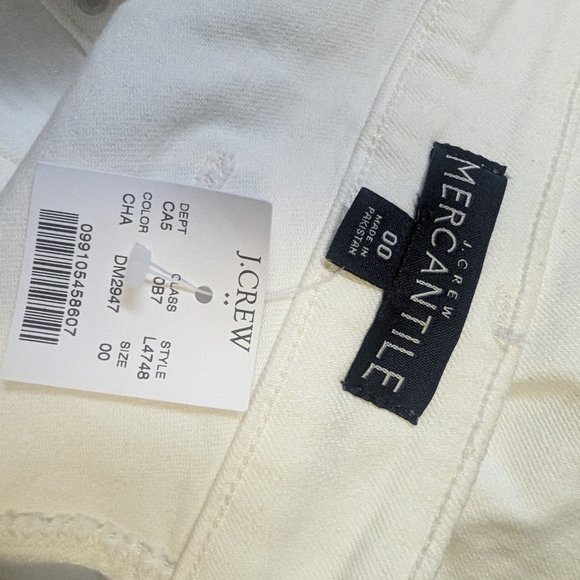 J.CREW
DEPT CLASS STYLE
CA5 0B7 L4748
COLOR SIZE
CHA DM2947 00
099105458607
J.CREW
MERCANTILE
00
MADE IN
PAKISTAN